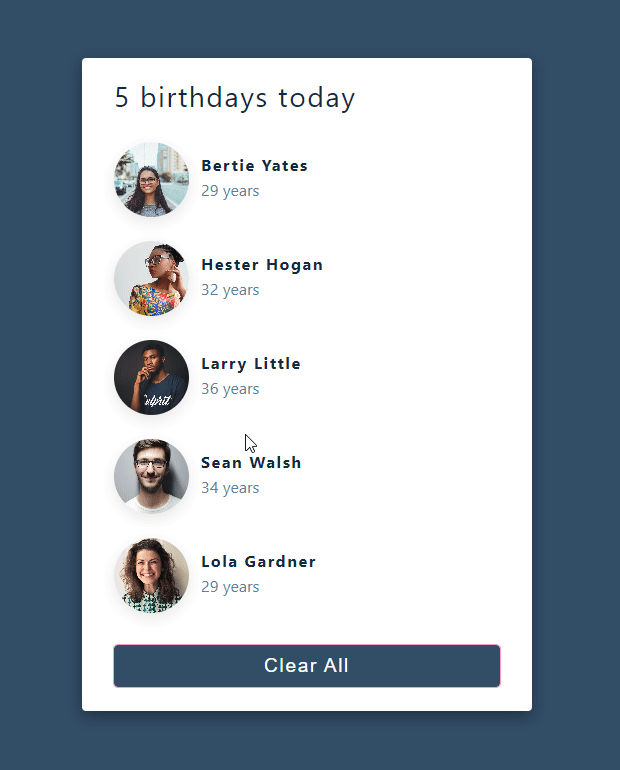 5 birthdays today
Bertie Yates
29 years
Hester Hogan
32 years
Larry Little
36 years
Sean Walsh
34 years
Lola Gardner
29 years
Clear All